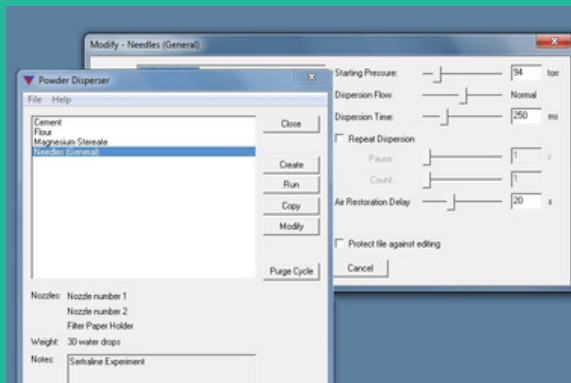 Modify - Needles (General)
Powder Disperser
File Help
Cement
Flour
Magnesium Stereate
Needles (General)
Close
Create
Run
Copy
Modify
Purge Cycle
Nozzles: Nozzle number 1
Nozzle number 2
Filter Paper Holder
Weight: 30 water drops
Notes: Sertraline Experiment
Starting Pressure: 94 torr
Dispersion Flow: Normal
Dispersion Time: 250 ms
Repeat Dispersion
Pause: 1 s
Count: 1
Air Restoration Delay 20 s
Protect file against editing
Cancel